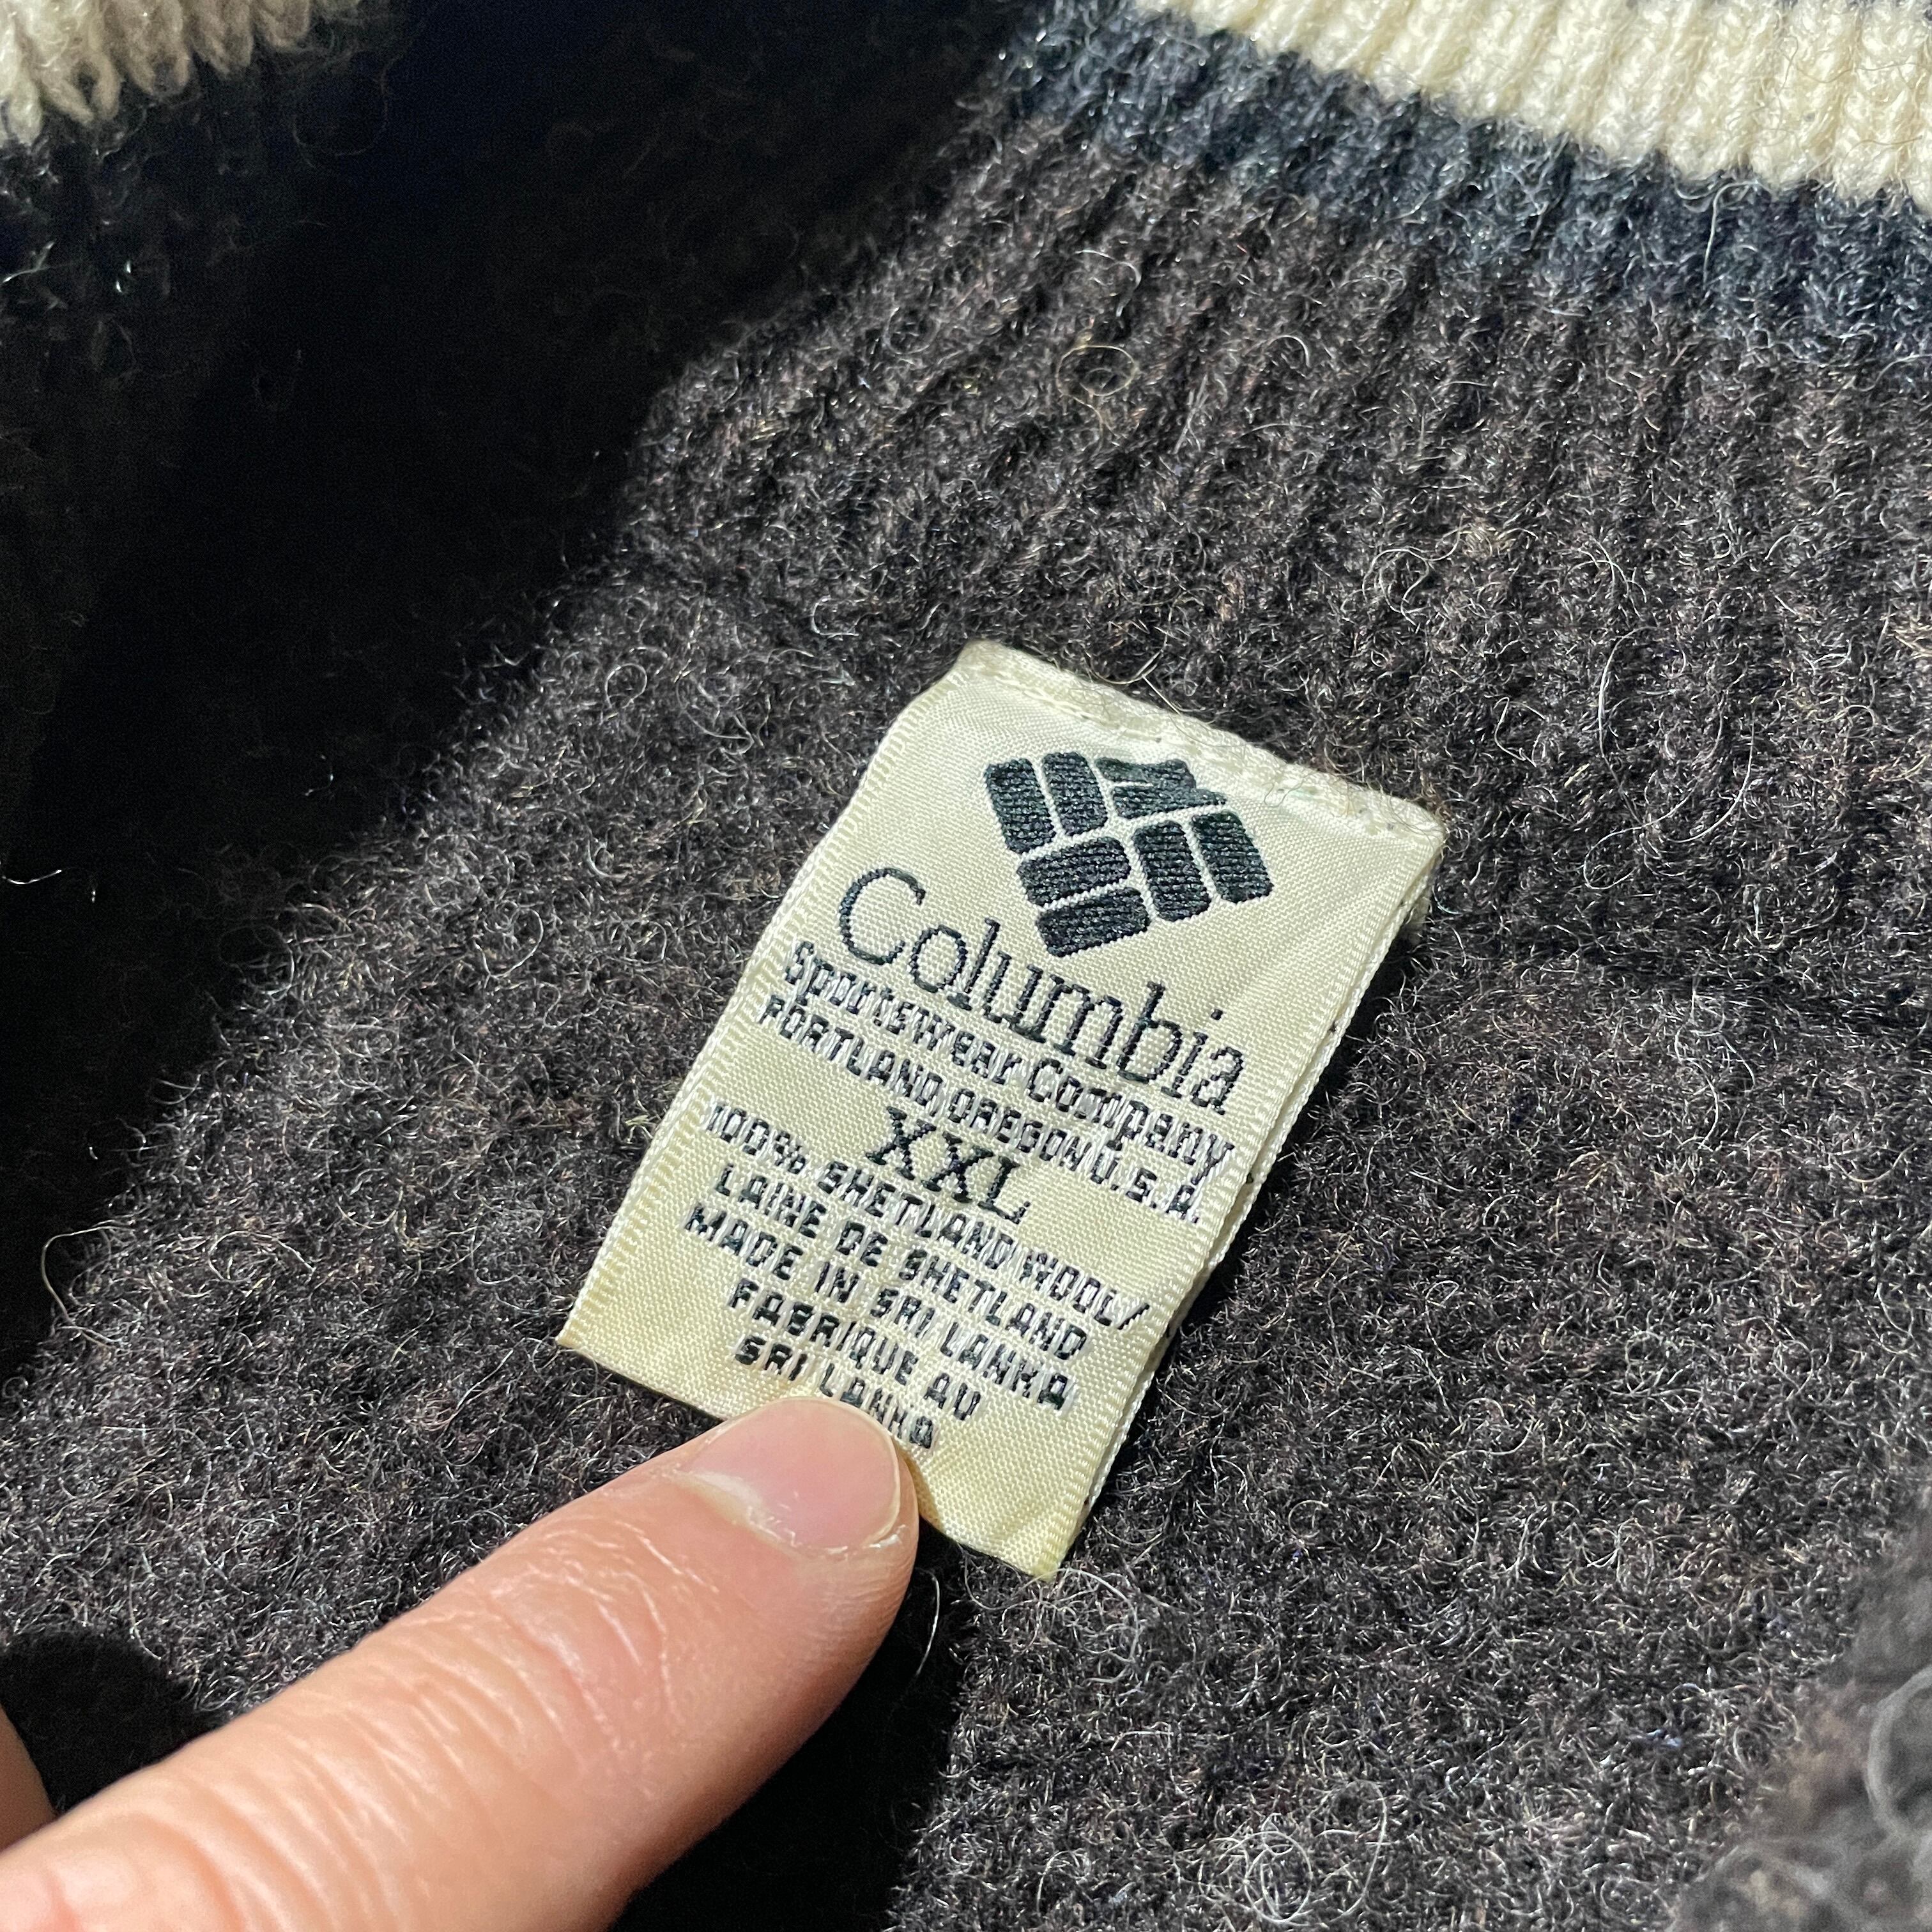 Columbia
Sportswear Company
PORTLAND, OREGON U.S.A.
XXL
100% SHETLAND WOOL/
LAINE DE SHETLAND
MADE IN SRI LANKA
FABRIQUE AU
SRI LANKA